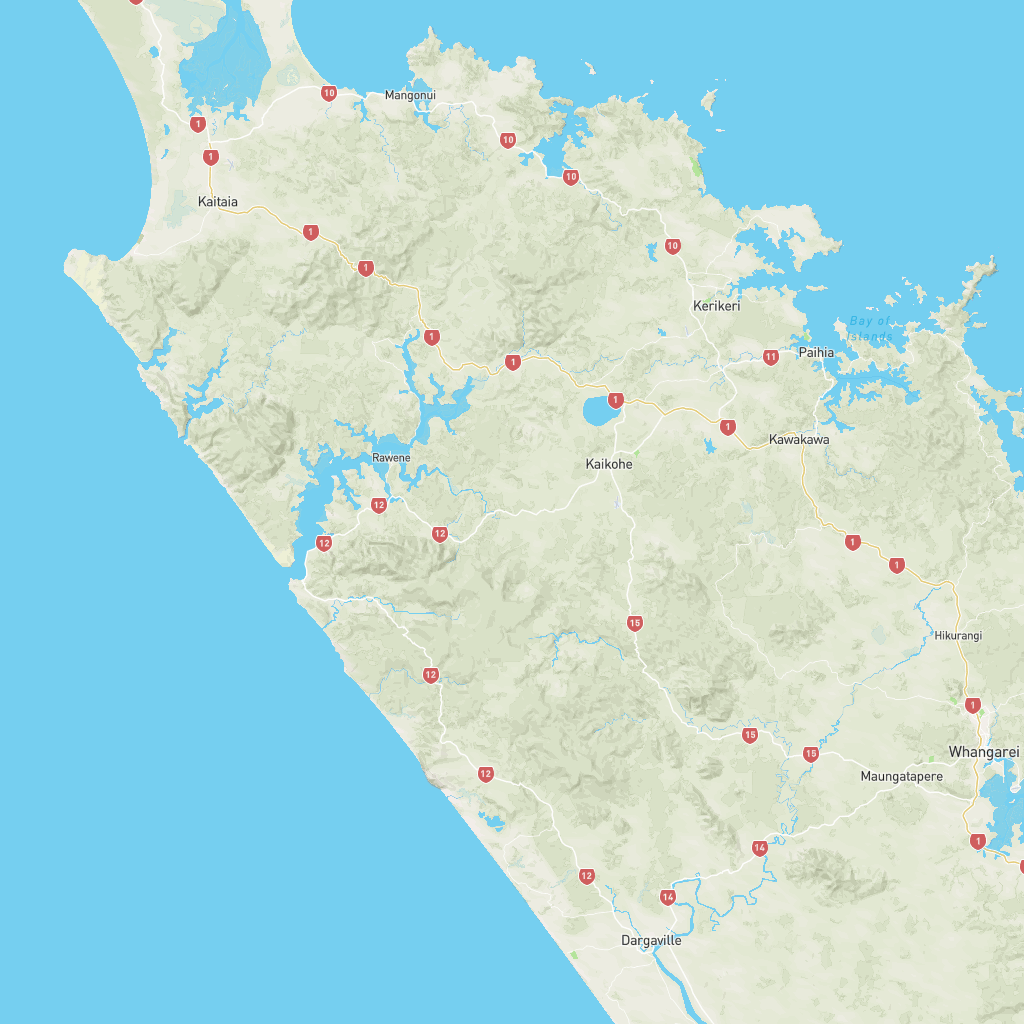 Mangonui
10
1
10
1
10
Kaitaia
1
10
1
Kerikeri
Bay of
Islands
1
Paihia
11
1
1
1
Kawakawa
Rawene
Kaikohe
12
12
1
12
1
15
Hikurangi
12
1
15
Whangarei
15
12
Maungatapere
1
14
12
14
Dargaville